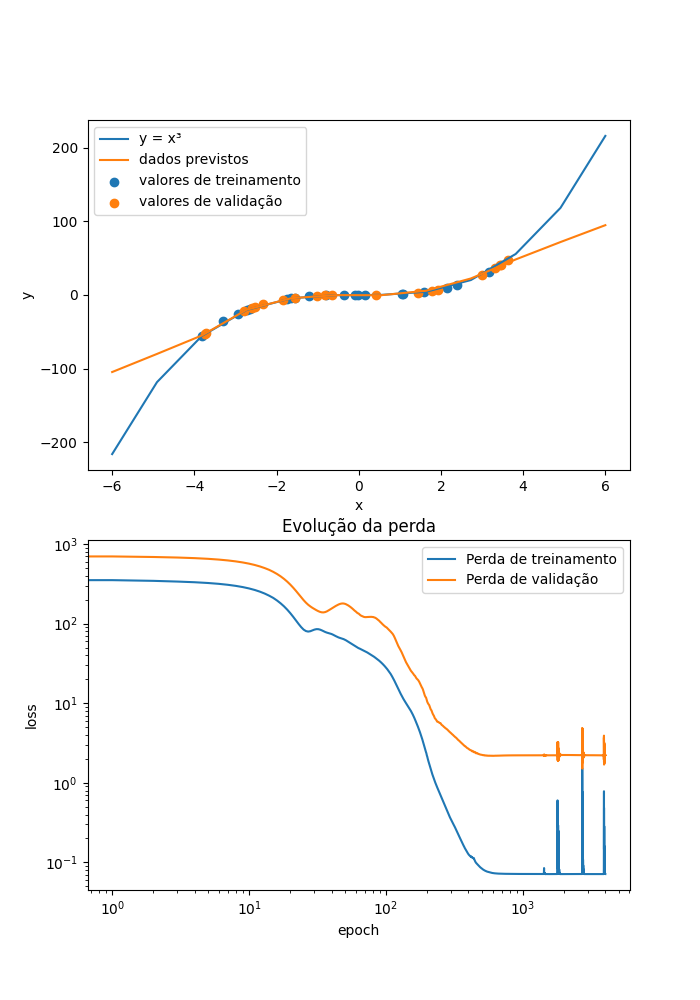 y = x³
dados previstos
valores de treinamento
valores de validação
200
100
0
−100
−200
y
−6 −4 −2 0 2 4 6
x
Evolução da perda
Perda de treinamento
Perda de validação
10³
10²
10¹
10⁰
10⁻¹
loss
10⁰ 10¹ 10² 10³
epoch